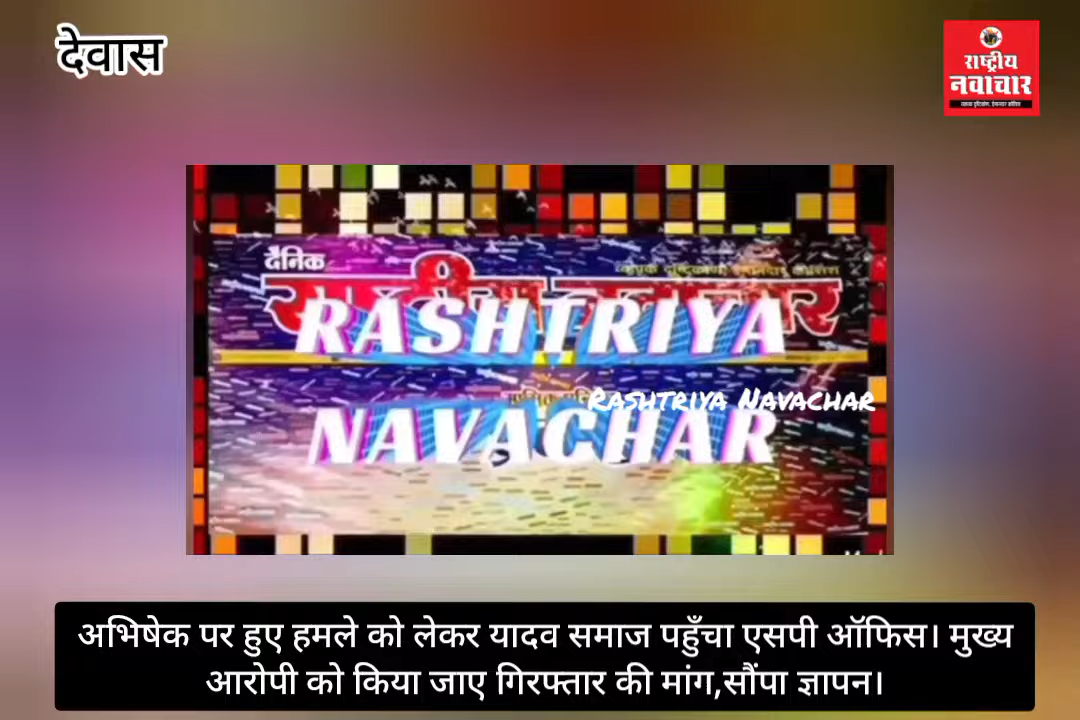 देवास
राष्ट्रीय
नवाचार
दैनिक
RASHTRIYA
Rashtriya Navachar
NAVACHAR
अभिषेक पर हुए हमले को लेकर यादव समाज पहुँचा एसपी ऑफिस। मुख्य
आरोपी को किया जाए गिरफ्तार की मांग,सौंपा ज्ञापन।